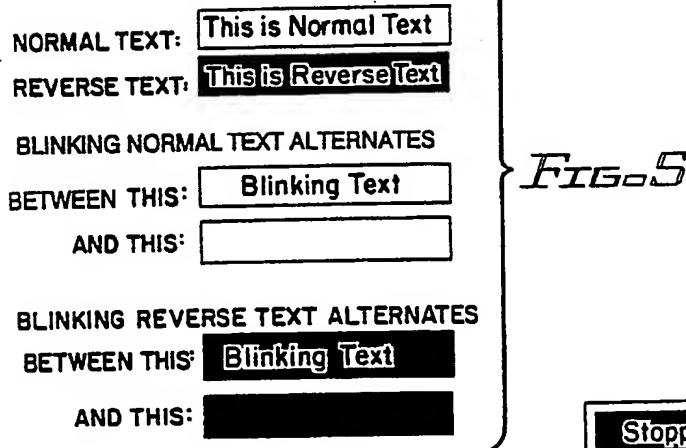 NORMAL TEXT: This is Normal Text
REVERSE TEXT: This is Reverse Text
BLINKING NORMAL TEXT ALTERNATES
BETWEEN THIS: Blinking Text
AND THIS:
FIG. 5
BLINKING REVERSE TEXT ALTERNATES
BETWEEN THIS: Blinking Text
AND THIS: